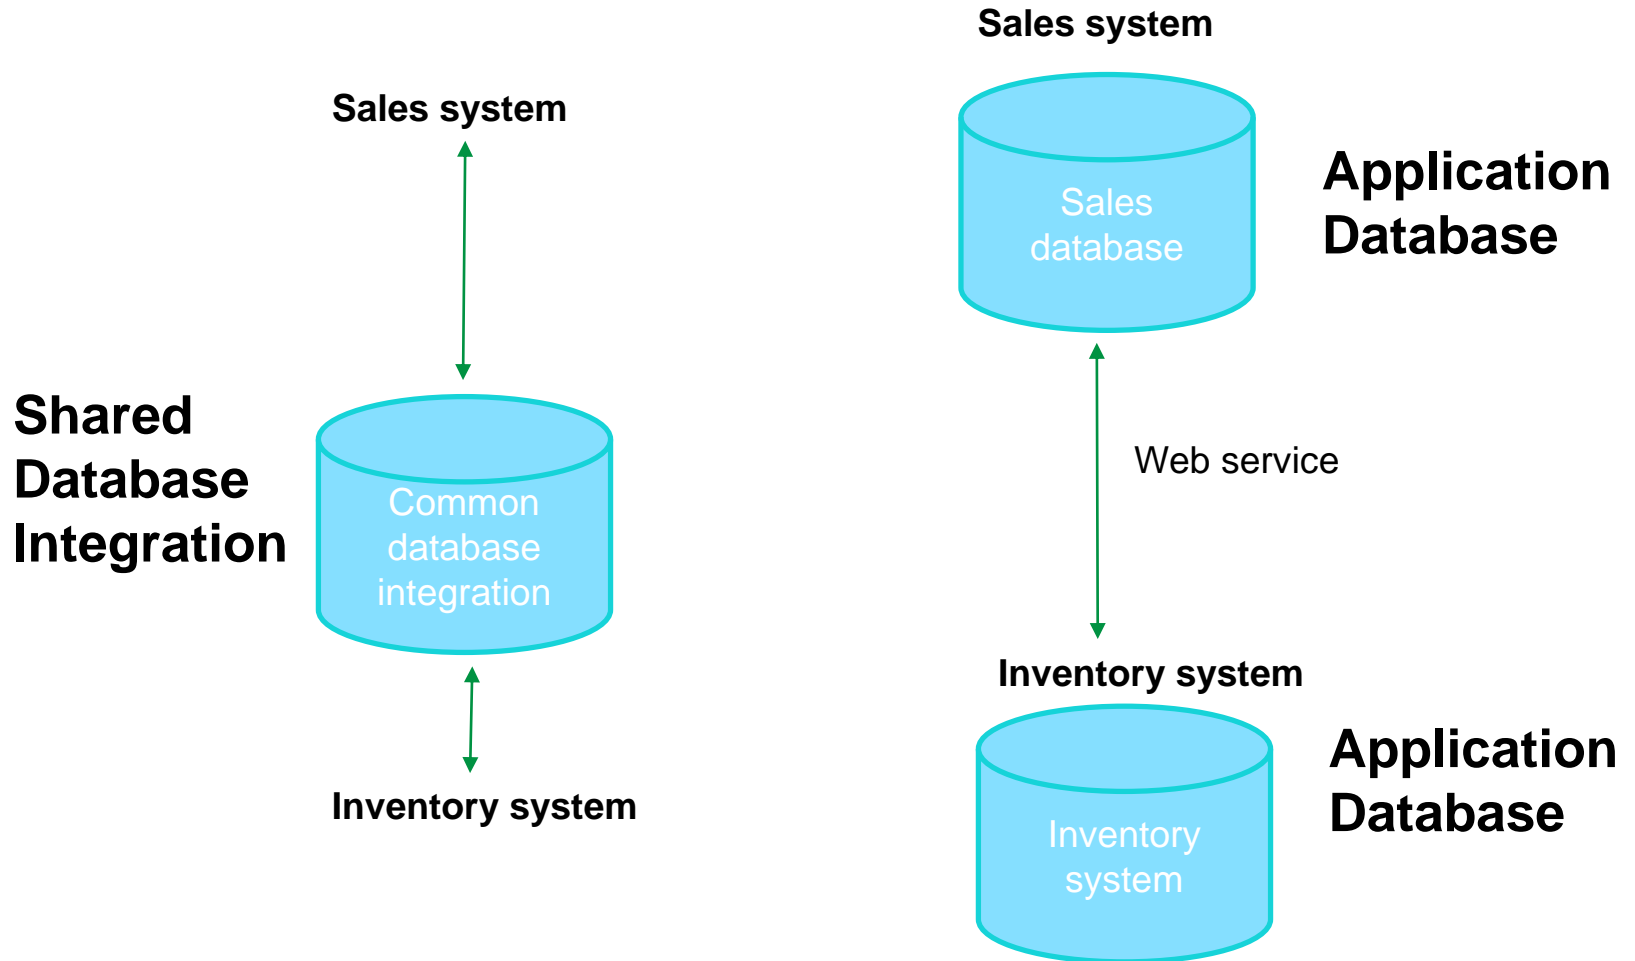 Sales system
Shared
Database
Integration
Common
database
integration
Inventory system
Sales system
Sales
database
Application
Database
Web service
Inventory system
Inventory
system
Application
Database